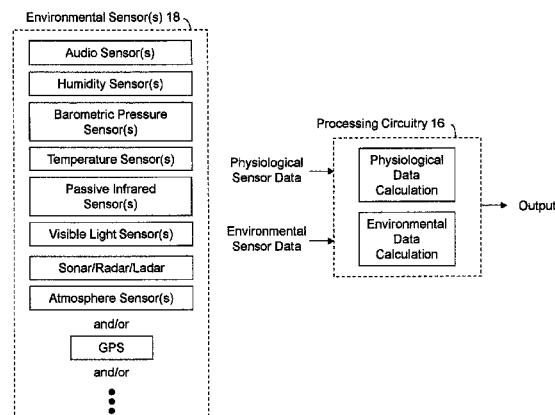 Environmental Sensor(s) 18
Audio Sensor(s)
Humidity Sensor(s)
Barometric Pressure
Sensor(s)
Temperature Sensor(s)
Passive Infrared
Sensor(s)
Visible Light Sensor(s)
Sonar/Radar/Ladar
Atmosphere Sensor(s)
and/or
GPS
and/or
Processing Circuitry 16
Physiological
Sensor Data
Physiological
Data
Calculation
Environmental
Sensor Data
Environmental
Data
Calculation
Output